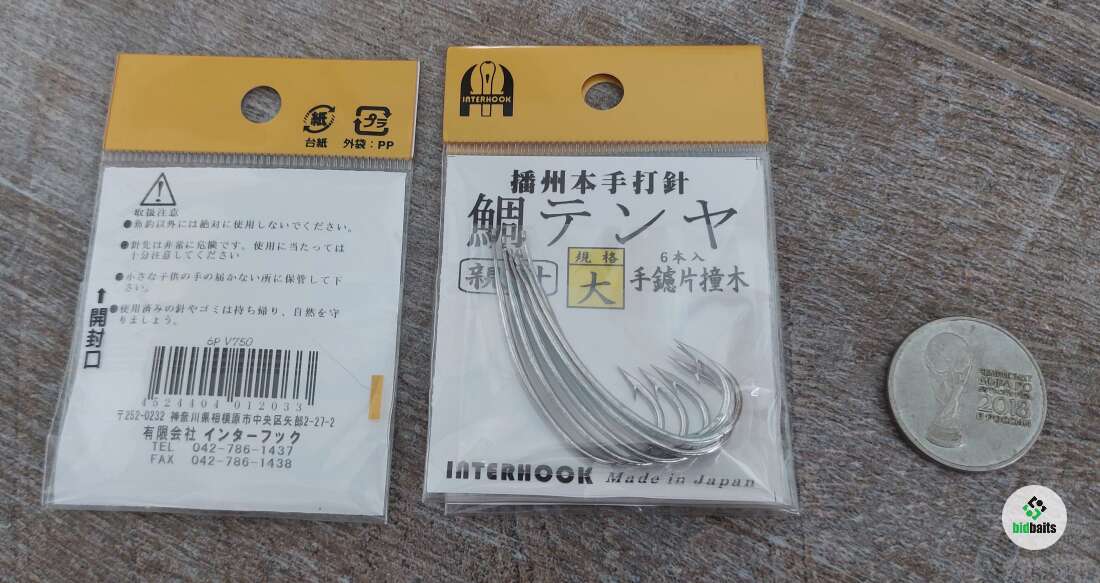 紙
台紙
プラ
外袋：PP
取扱注意
●魚釣以外には絶対に使用しないでください。
●針先は非常に危険です。使用に当たっては
十分注意してください
●小さな子供の手の届かない所に保管して下
さい。
●使用済みの針やゴミは持ち帰り、自然を守
りましょう。
↑開封口
6P V750
4524404 012033
〒252-0232 神奈川県相模原市中央区矢部2-27-2
有限会社 インターフック
TEL 042-786-1437
FAX 042-786-1438
INTERHOOK
播州本手打針
鯛テンヤ
親
規格
大
6本入
手鑢片撞木
INTERHOOK Made in Japan
2018
bidbaits